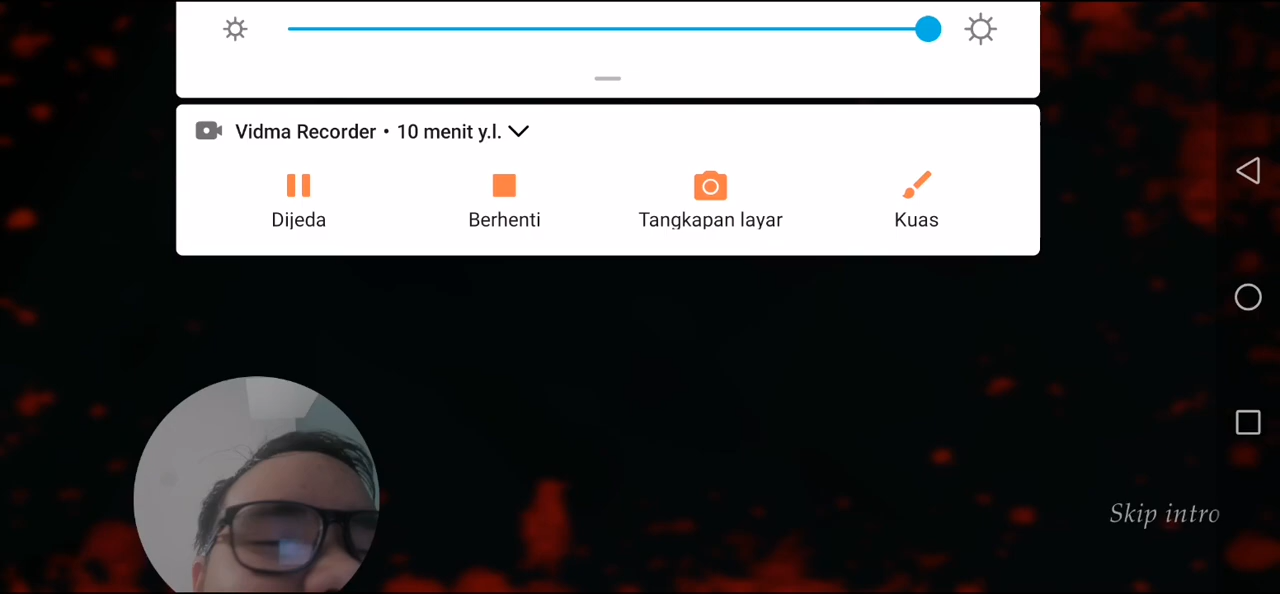 Vidma Recorder • 10 menit y.l.
Dijeda Berhenti Tangkapan layar Kuas
Skip intro